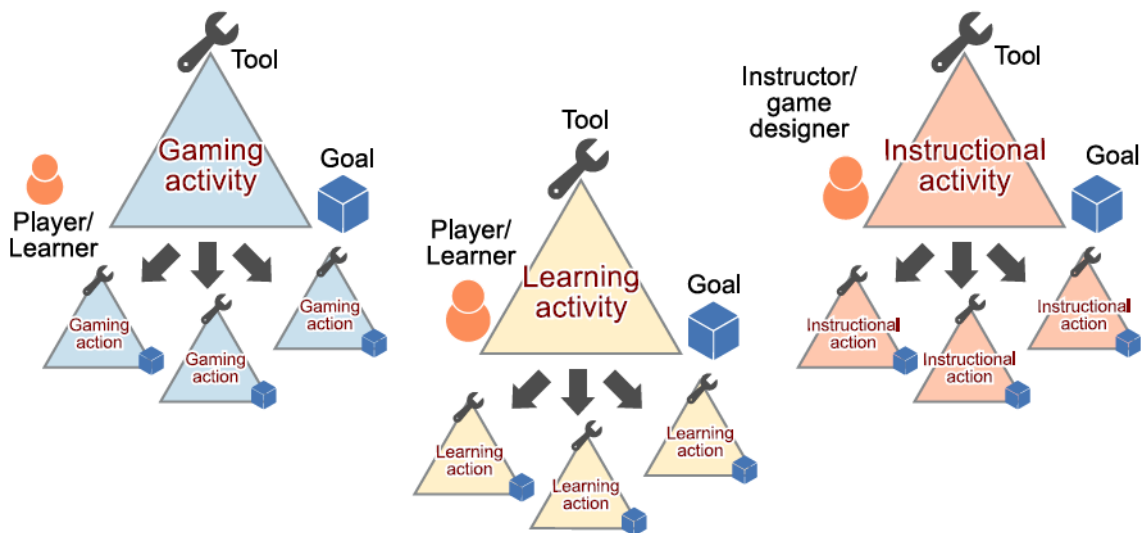 Tool
Gaming
activity
Goal
Player/
Learner
Gaming
action
Gaming
action
Gaming
action
Tool
Player/
Learner
Learning
activity
Goal
Learning
action
Learning
action
Learning
action
Instructor/
game
designer
Tool
Instructional
activity
Goal
Instructional
action
Instructional
action
Instructional
action